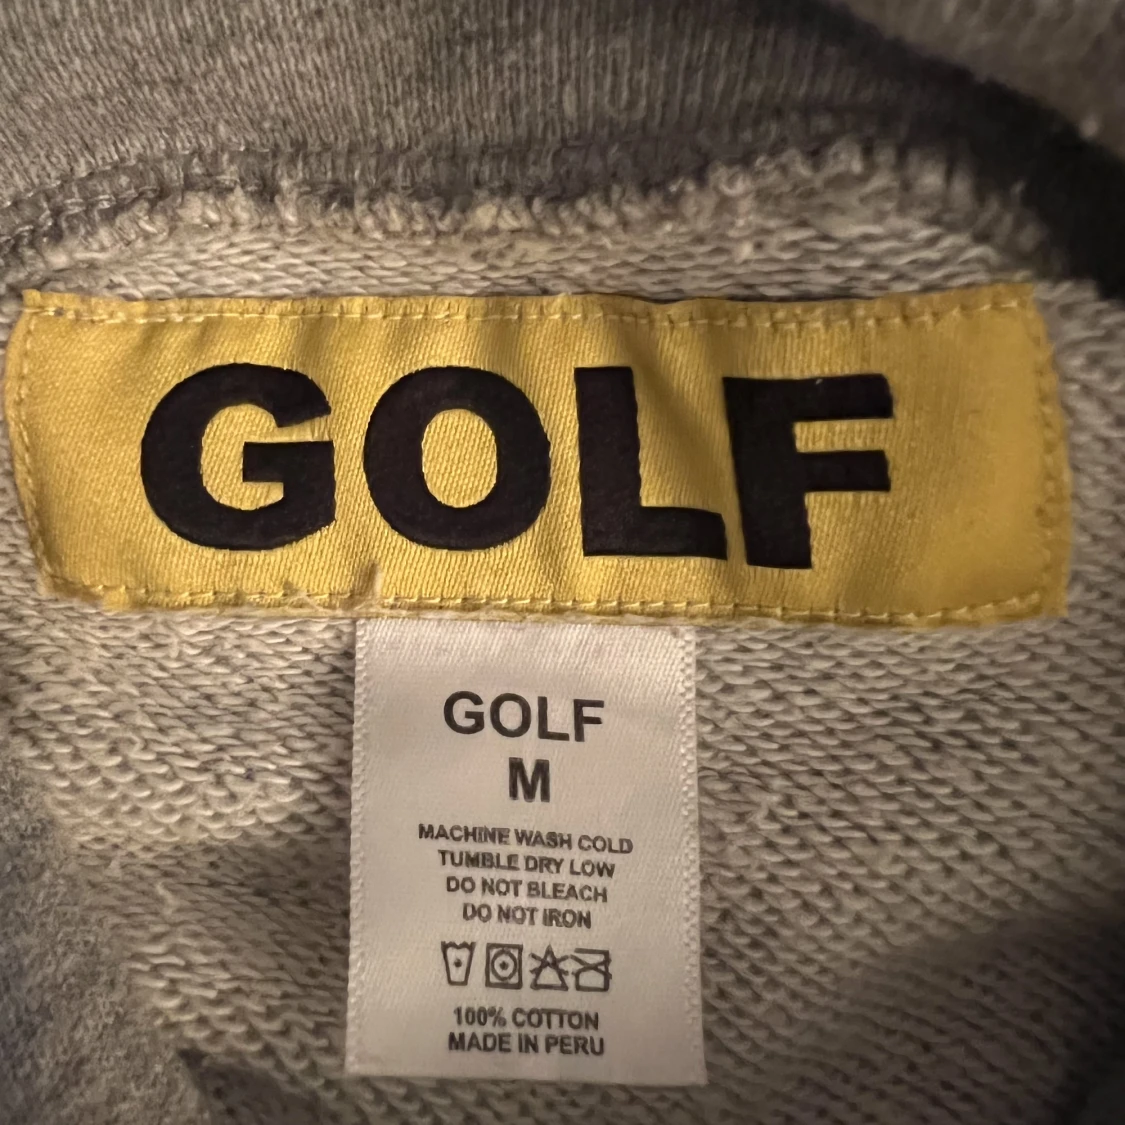 GOLF
GOLF
M
MACHINE WASH COLD
TUMBLE DRY LOW
DO NOT BLEACH
DO NOT IRON
100% COTTON
MADE IN PERU